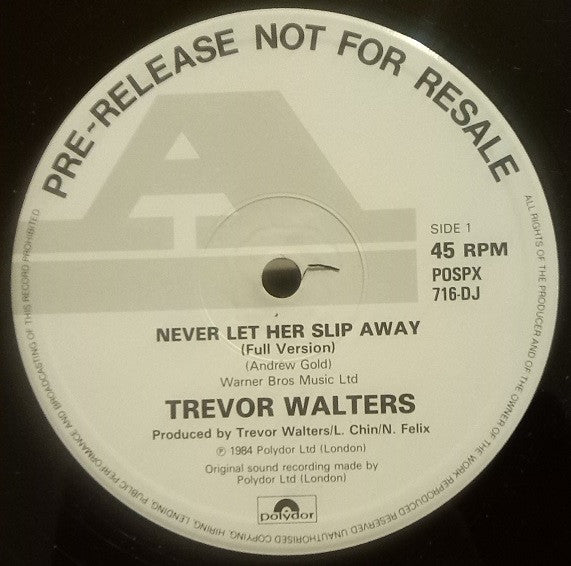 PRE-RELEASE NOT FOR RESALE
A
SIDE 1
45 RPM
POSPX
716-DJ
NEVER LET HER SLIP AWAY
(Full Version)
(Andrew Gold)
Warner Bros Music Ltd
TREVOR WALTERS
Produced by Trevor Walters/L. Chin/N. Felix
℗ 1984 Polydor Ltd (London)
Original sound recording made by
Polydor Ltd (London)
polydor
ALL RIGHTS OF THE PRODUCER AND OF THE OWNER OF THE WORK REPRODUCED RESERVED UNAUTHORISED COPYING, HIRING, LENDING, PUBLIC PERFORMANCE AND BROADCASTING OF THIS RECORD PROHIBITED